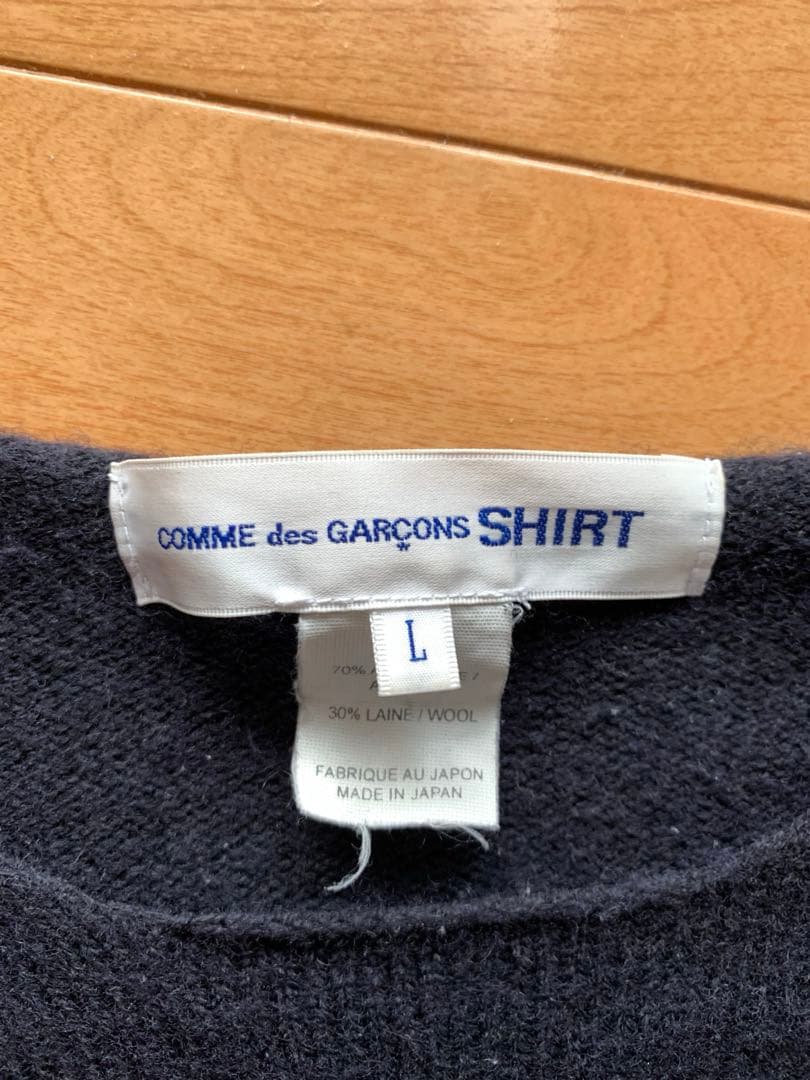 COMME des GARÇONS SHIRT
L
70%
30% LAINE / WOOL
FABRIQUE AU JAPON
MADE IN JAPAN